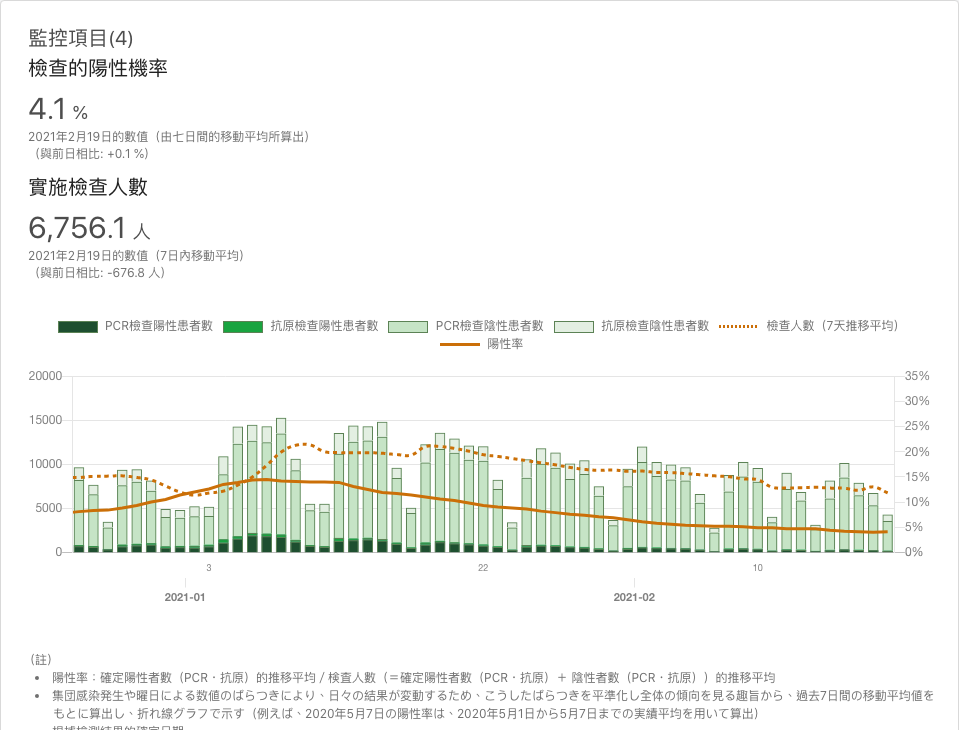 監控項目(4)
檢查的陽性機率
4.1 %
2021年2月19日的數值（由七日間的移動平均所算出）
（與前日相比: +0.1 %）
實施檢查人數
6,756.1 人
2021年2月19日的數值（7日內移動平均）
（與前日相比: -676.8 人）
PCR檢查陽性患者數 抗原檢查陽性患者數 PCR檢查陰性患者數 抗原檢查陰性患者數 檢查人數（7天推移平均）
陽性率
20000 35%
30%
15000 25%
20%
10000 15%
10%
5000 5%
0 0%
3 22 10
2021-01 2021-02
（註）
陽性率：確定陽性者數（PCR・抗原）的推移平均 / 検査人數（＝確定陽性者數（PCR・抗原） + 陰性者數（PCR・抗原））的推移平均
集団感染発生や曜日による数値のばらつきにより、日々の結果が変動するため、こうしたばらつきを平準化し全体の傾向を見る趣旨から、過去7日間の移動平均値を
もとに算出し、折れ線グラフで示す（例えば、2020年5月7日の陽性率は、2020年5月1日から5月7日までの実績平均を用いて算出）